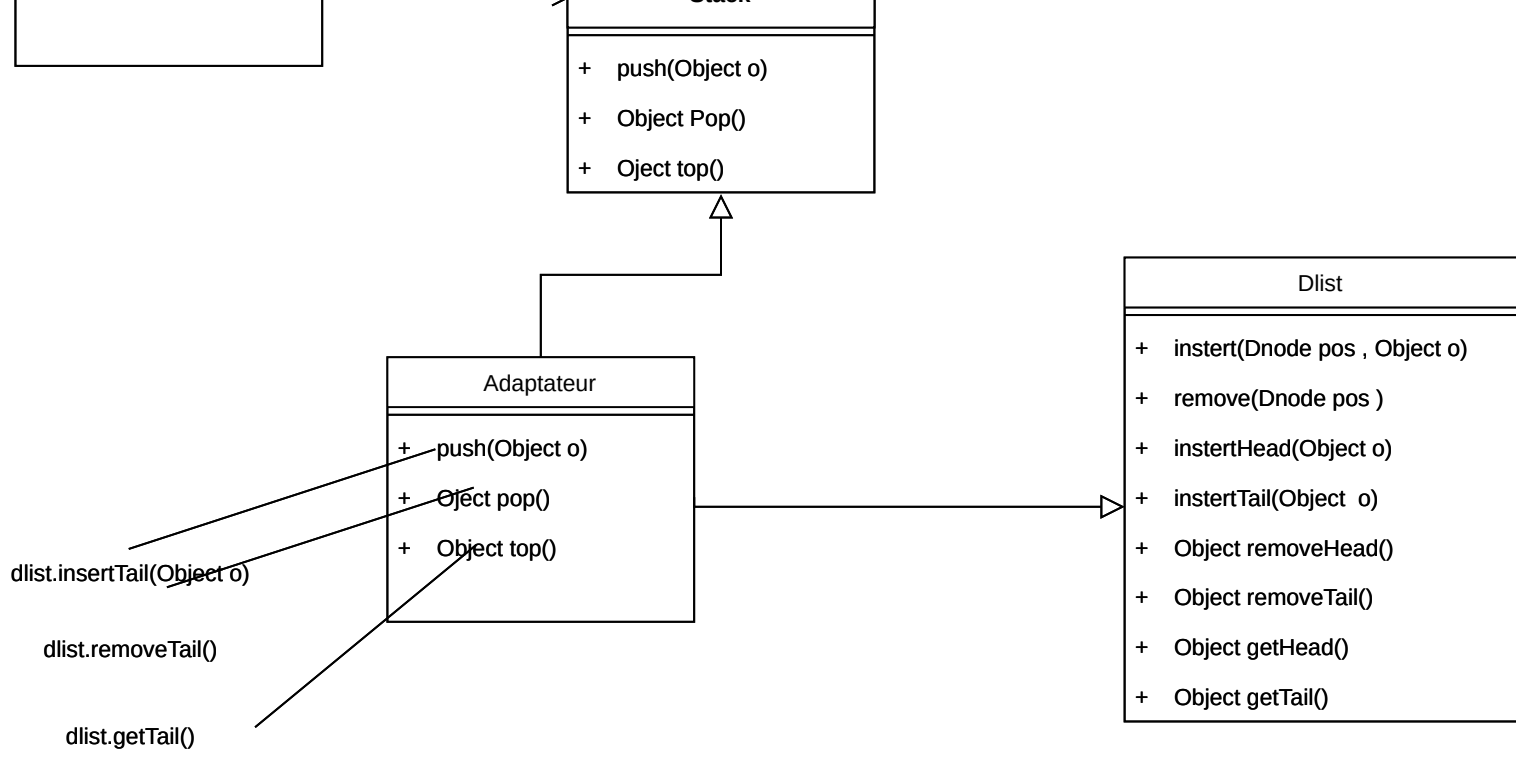 Stack
+ push(Object o)
+ Object Pop()
+ Oject top()
Dlist
+ instert(Dnode pos , Object o)
+ remove(Dnode pos )
+ instertHead(Object o)
+ instertTail(Object  o)
+ Object removeHead()
+ Object removeTail()
+ Object getHead()
+ Object getTail()
Adaptateur
+ push(Object o)
+ Oject pop()
+ Object top()
dlist.insertTail(Object o)
dlist.removeTail()
dlist.getTail()